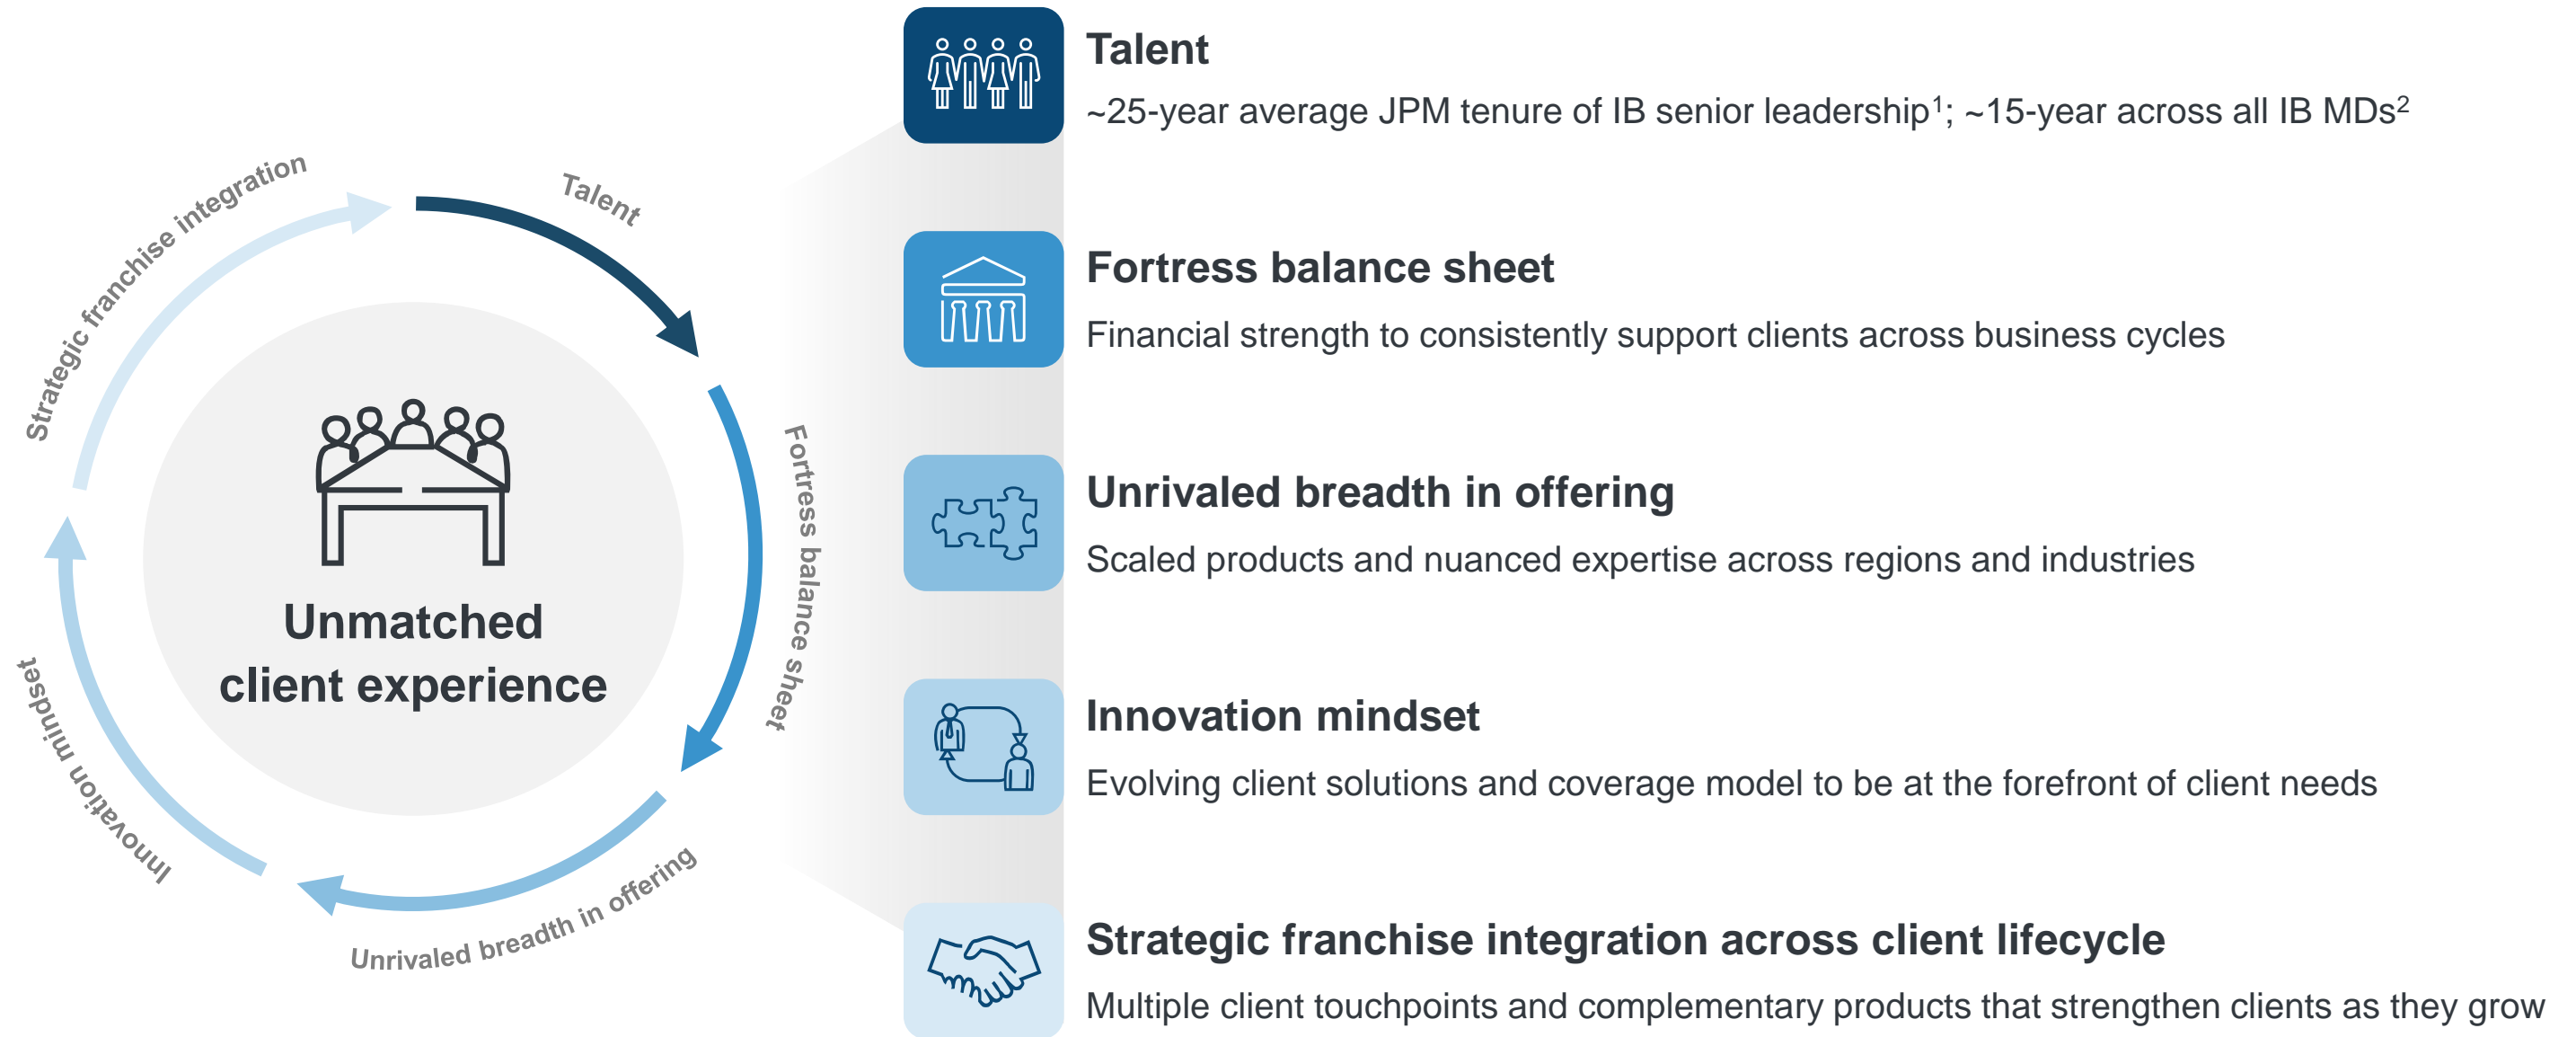 Talent
~25-year average JPM tenure of IB senior leadership¹; ~15-year across all IB MDs²
Fortress balance sheet
Financial strength to consistently support clients across business cycles
Unrivaled breadth in offering
Scaled products and nuanced expertise across regions and industries
Innovation mindset
Evolving client solutions and coverage model to be at the forefront of client needs
Strategic franchise integration across client lifecycle
Multiple client touchpoints and complementary products that strengthen clients as they grow
Talent
Fortress balance sheet
Unrivaled breadth in offering
Innovation mindset
Strategic franchise integration
Unmatched
client experience